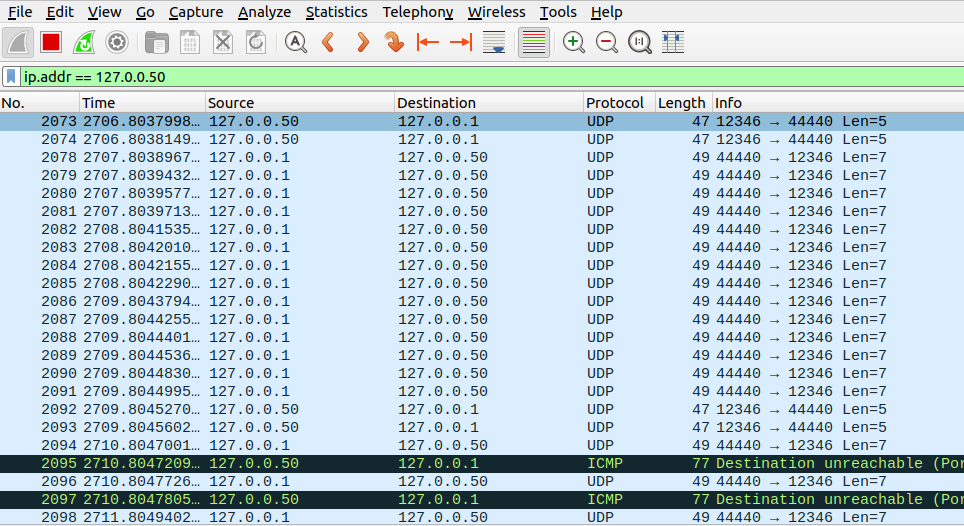 File Edit View Go Capture Analyze Statistics Telephony Wireless Tools Help
ip.addr == 127.0.0.50
No. Time Source Destination Protocol Length Info
2073 2706.8037998… 127.0.0.50 127.0.0.1 UDP 47 12346 → 44440 Len=5
2074 2706.8038149… 127.0.0.50 127.0.0.1 UDP 47 12346 → 44440 Len=5
2078 2707.8038967… 127.0.0.1 127.0.0.50 UDP 49 44440 → 12346 Len=7
2079 2707.8039432… 127.0.0.1 127.0.0.50 UDP 49 44440 → 12346 Len=7
2080 2707.8039577… 127.0.0.1 127.0.0.50 UDP 49 44440 → 12346 Len=7
2081 2707.8039713… 127.0.0.1 127.0.0.50 UDP 49 44440 → 12346 Len=7
2082 2708.8041535… 127.0.0.1 127.0.0.50 UDP 49 44440 → 12346 Len=7
2083 2708.8042010… 127.0.0.1 127.0.0.50 UDP 49 44440 → 12346 Len=7
2084 2708.8042155… 127.0.0.1 127.0.0.50 UDP 49 44440 → 12346 Len=7
2085 2708.8042290… 127.0.0.1 127.0.0.50 UDP 49 44440 → 12346 Len=7
2086 2709.8043794… 127.0.0.1 127.0.0.50 UDP 49 44440 → 12346 Len=7
2087 2709.8044255… 127.0.0.1 127.0.0.50 UDP 49 44440 → 12346 Len=7
2088 2709.8044401… 127.0.0.1 127.0.0.50 UDP 49 44440 → 12346 Len=7
2089 2709.8044536… 127.0.0.1 127.0.0.50 UDP 49 44440 → 12346 Len=7
2090 2709.8044830… 127.0.0.1 127.0.0.50 UDP 49 44440 → 12346 Len=7
2091 2709.8044995… 127.0.0.1 127.0.0.50 UDP 49 44440 → 12346 Len=7
2092 2709.8045270… 127.0.0.50 127.0.0.1 UDP 47 12346 → 44440 Len=5
2093 2709.8045602… 127.0.0.50 127.0.0.1 UDP 47 12346 → 44440 Len=5
2094 2710.8047001… 127.0.0.1 127.0.0.50 UDP 49 44440 → 12346 Len=7
2095 2710.8047209… 127.0.0.50 127.0.0.1 ICMP 77 Destination unreachable (Por
2096 2710.8047726… 127.0.0.1 127.0.0.50 UDP 49 44440 → 12346 Len=7
2097 2710.8047805… 127.0.0.50 127.0.0.1 ICMP 77 Destination unreachable (Por
2098 2711.8049402… 127.0.0.1 127.0.0.50 UDP 49 44440 → 12346 Len=7